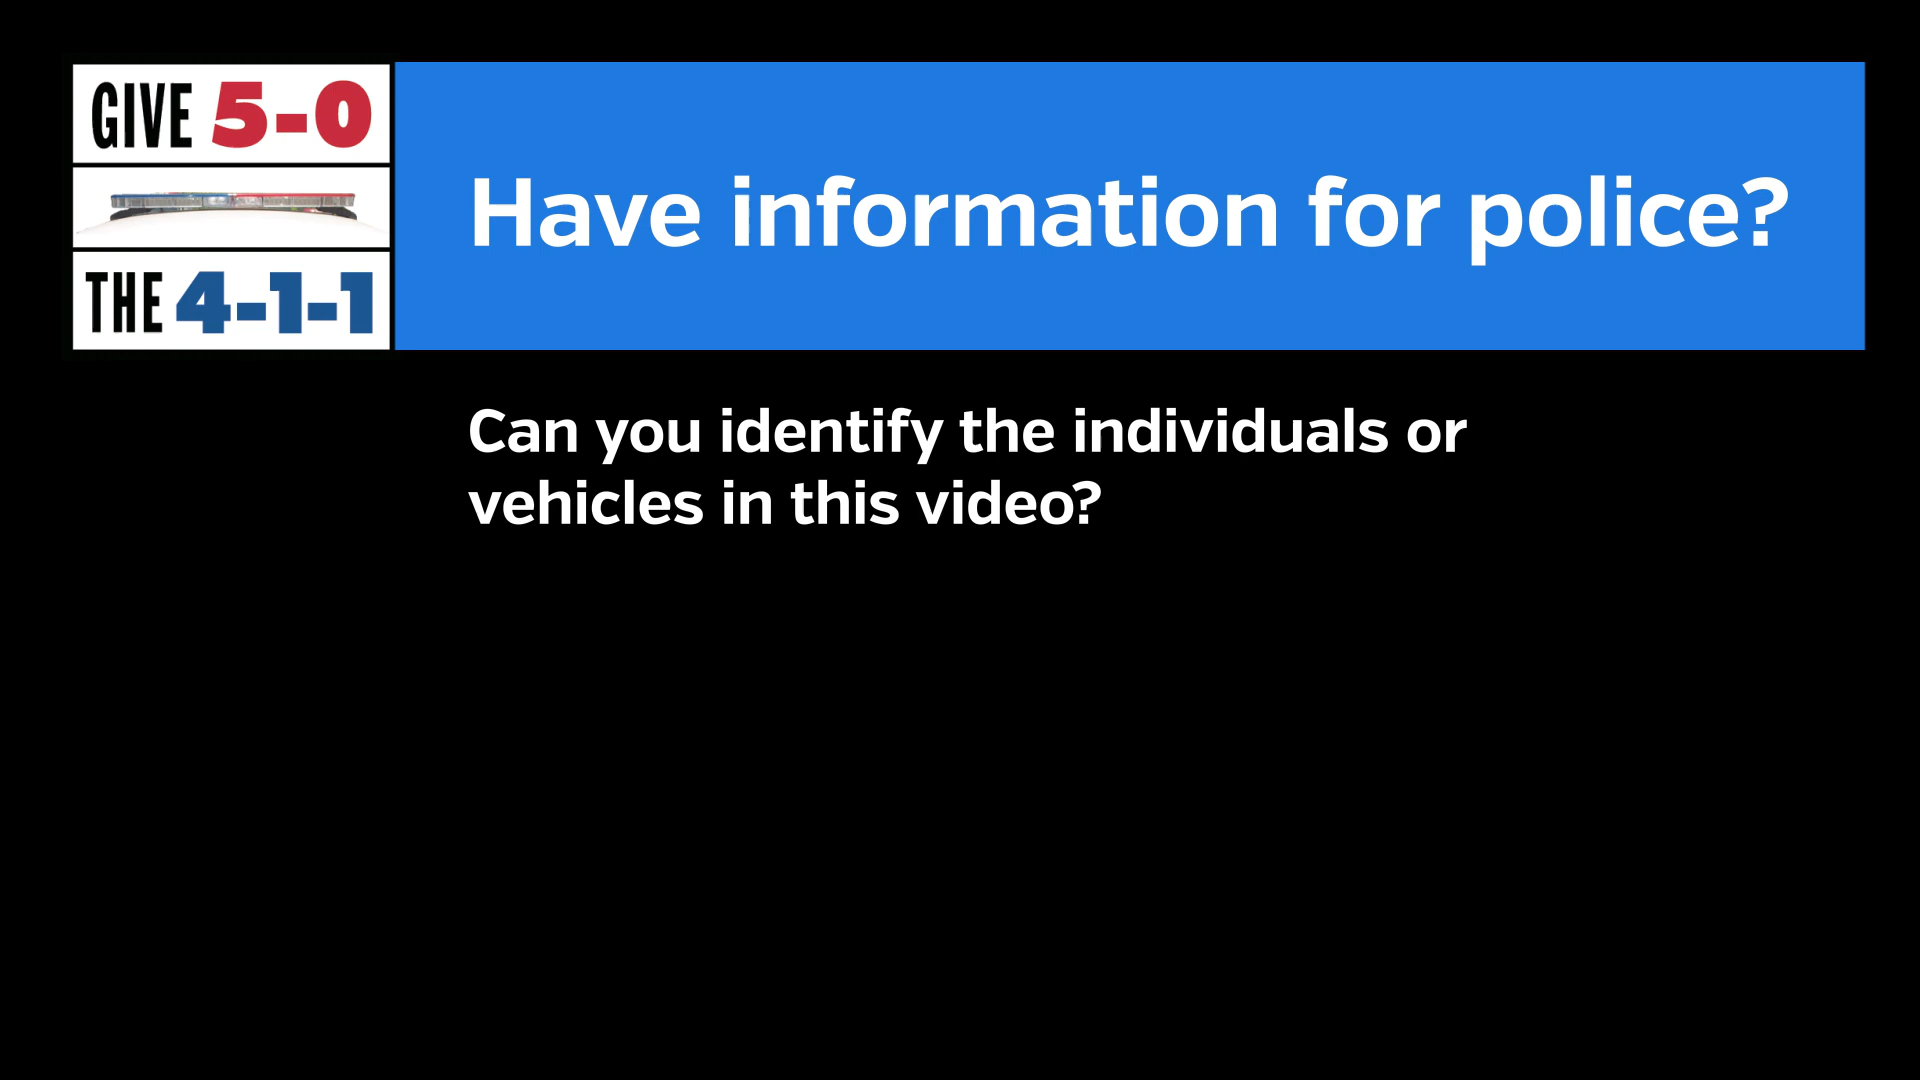 GIVE 5-0
THE 4-1-1
Have information for police?
Can you identify the individuals or
vehicles in this video?